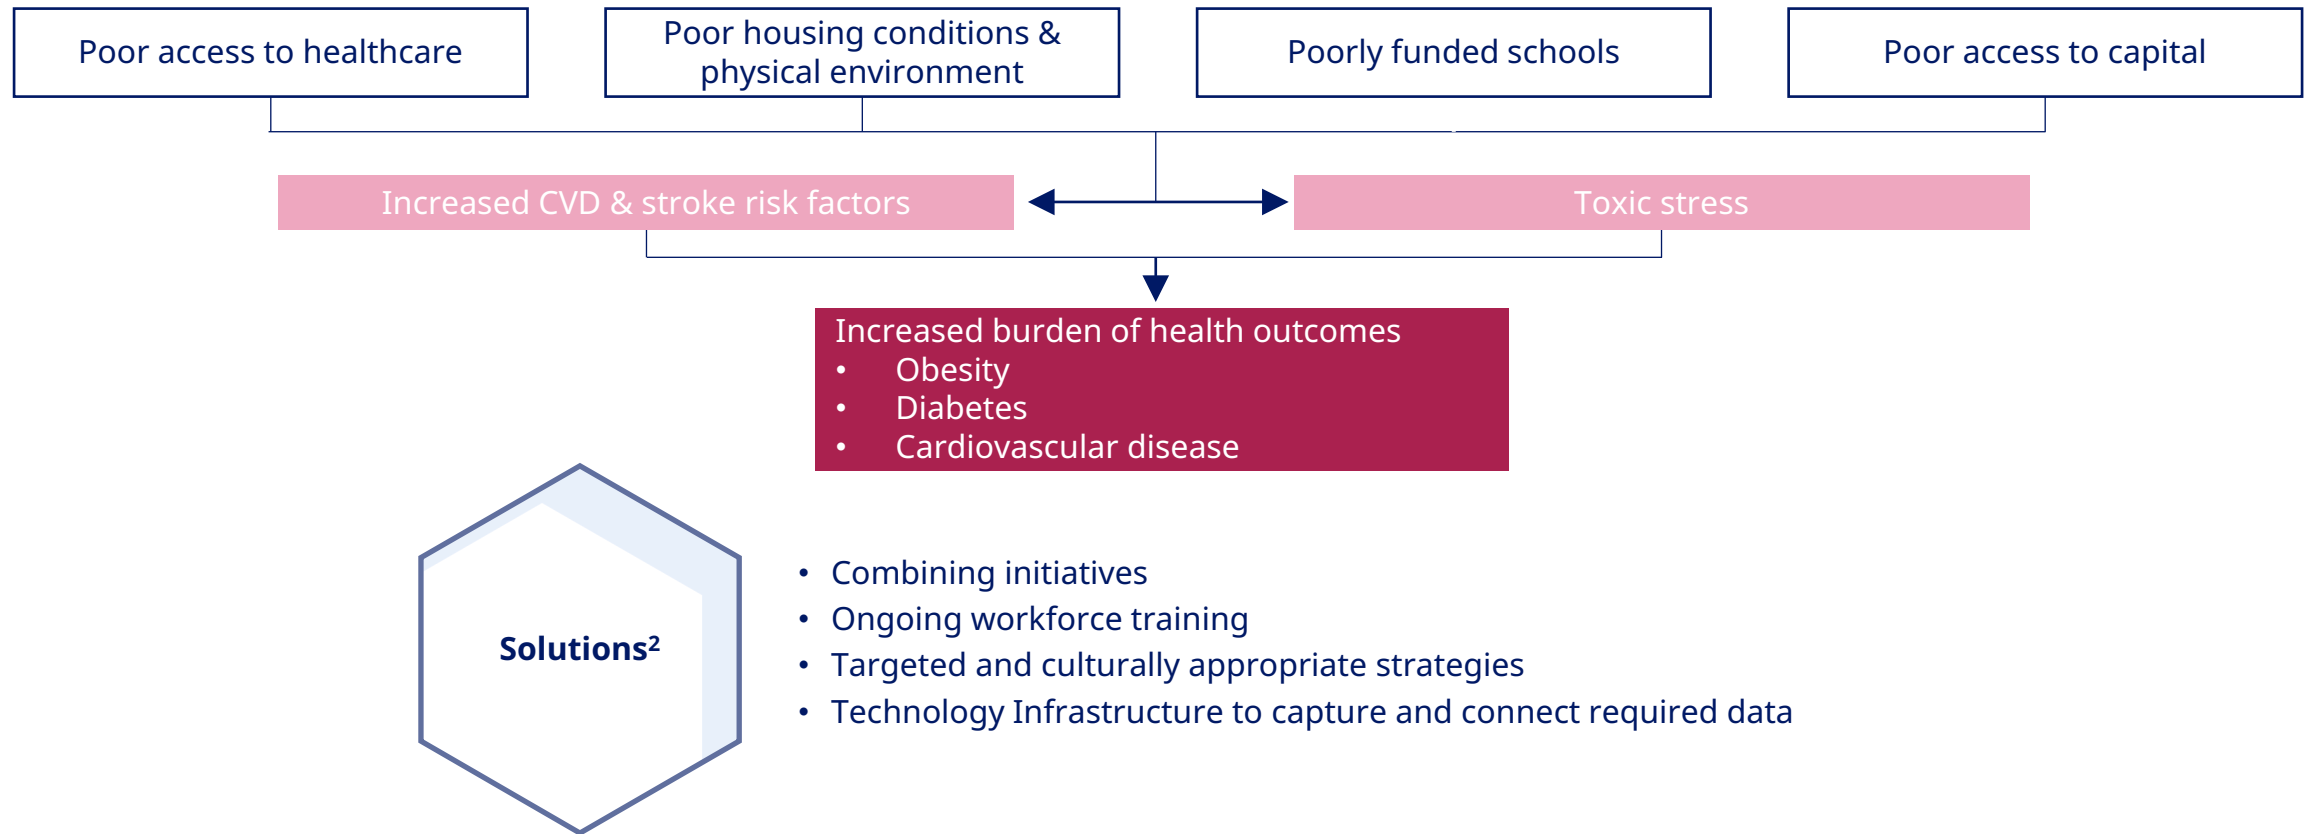 Poor access to healthcare
Poor housing conditions &
physical environment
Poorly funded schools
Poor access to capital
Increased CVD & stroke risk factors
Toxic stress
Increased burden of health outcomes
• Obesity
• Diabetes
• Cardiovascular disease
Solutions²
• Combining initiatives
• Ongoing workforce training
• Targeted and culturally appropriate strategies
• Technology Infrastructure to capture and connect required data